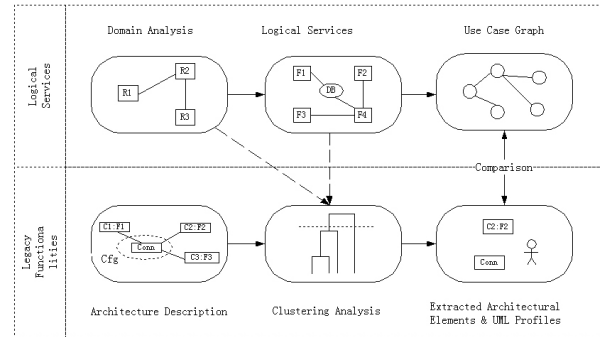 Domain Analysis
Logical Services
Use Case Graph
Logical
Services
R1
R2
R3
F1
F2
DB
F3
F4
Comparison
Legacy
Functiona
lities
C1:F1
C2:F2
Conn
Cfg
C3:F3
C2:F2
Conn
Architecture Description
Clustering Analysis
Extracted Architectural
Elements & UML Profiles